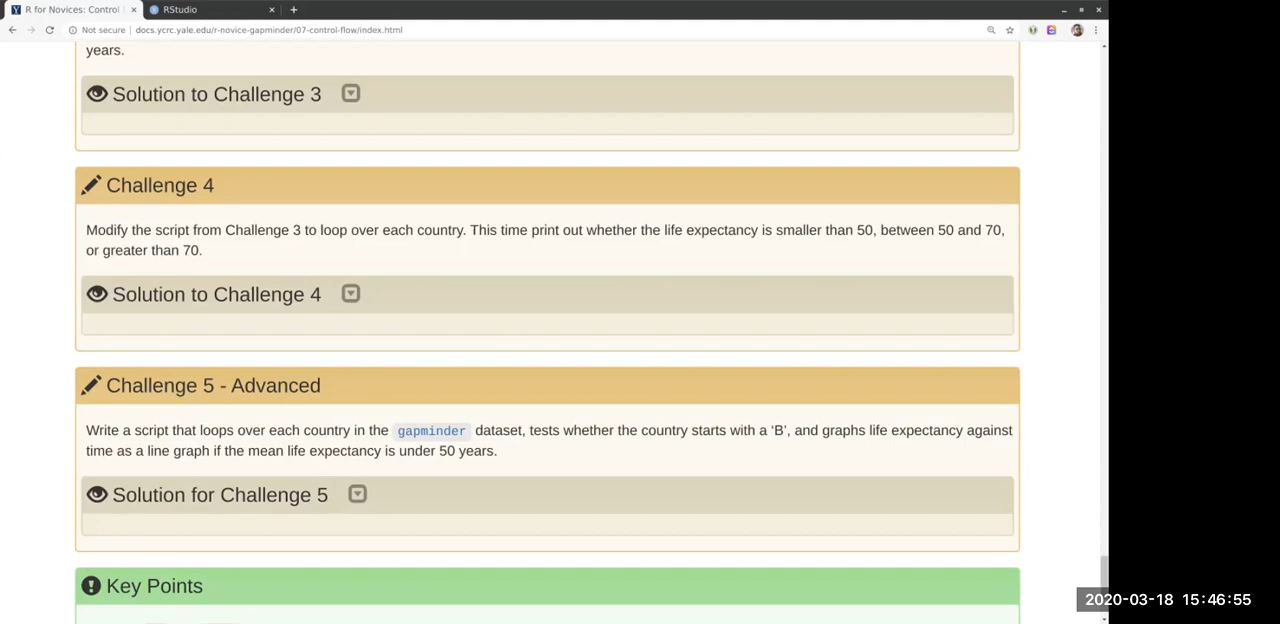 R for Novices: Control
RStudio
Not secure | docs.ycrc.yale.edu/r-novice-gapminder/07-control-flow/index.html
years.
Solution to Challenge 3
Challenge 4
Modify the script from Challenge 3 to loop over each country. This time print out whether the life expectancy is smaller than 50, between 50 and 70,
or greater than 70.
Solution to Challenge 4
Challenge 5 - Advanced
Write a script that loops over each country in the gapminder dataset, tests whether the country starts with a ‘B’, and graphs life expectancy against
time as a line graph if the mean life expectancy is under 50 years.
Solution for Challenge 5
Key Points
2020-03-18 15:46:55